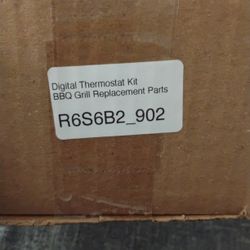 Digital Thermostat Kit
BBQ Grill Replacement Parts
R6S6B2_902